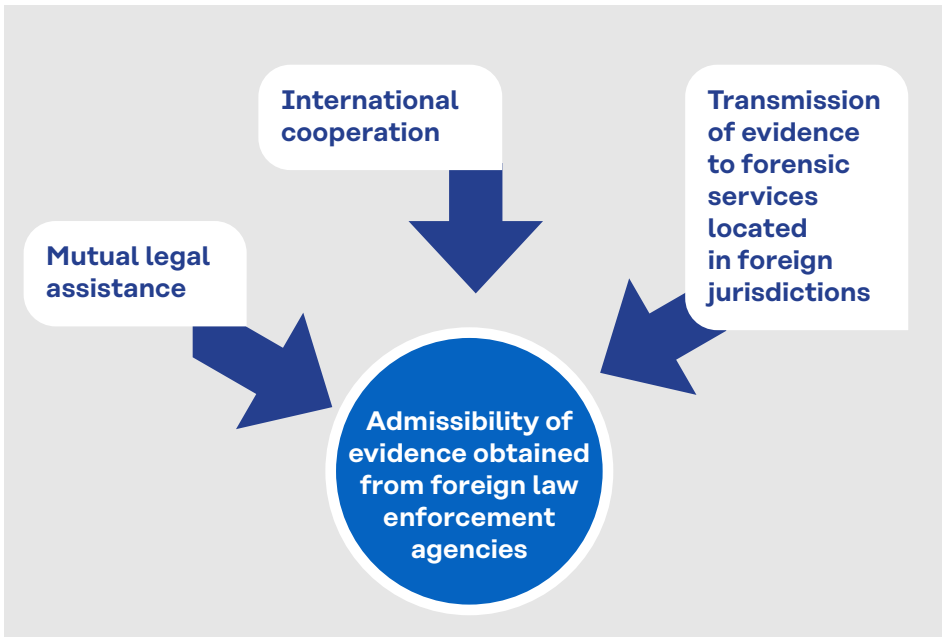 International
cooperation
Transmission
of evidence
to forensic
services
located
in foreign
jurisdictions
Mutual legal
assistance
Admissibility of
evidence obtained
from foreign law
enforcement
agencies